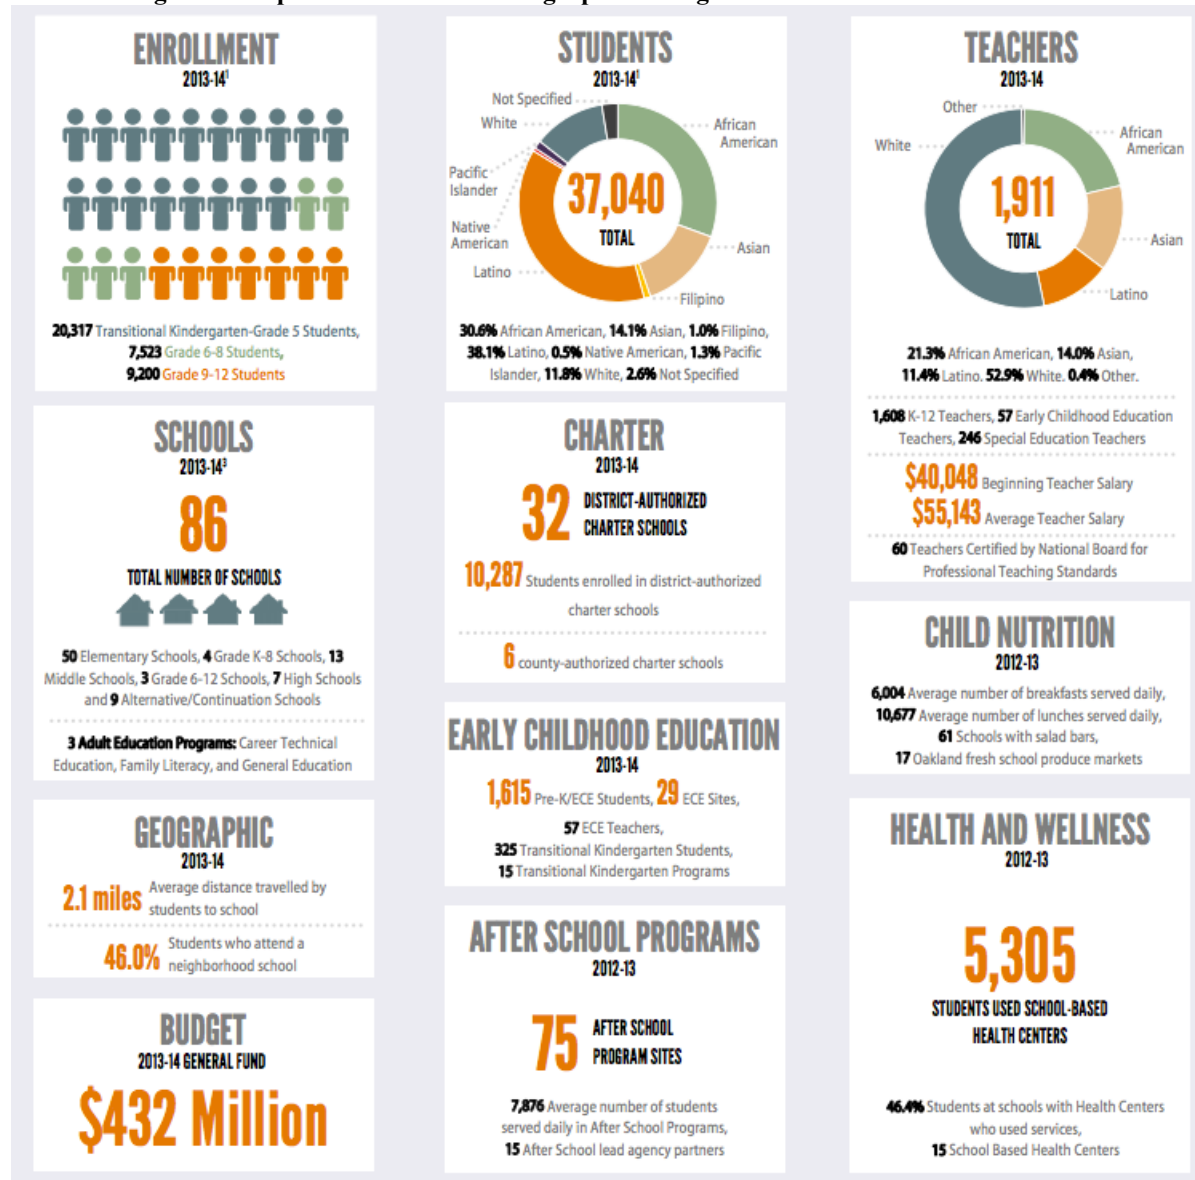 ENROLLMENT
2013-14¹
20,317 Transitional Kindergarten-Grade 5 Students,
7,523 Grade 6-8 Students,
9,200 Grade 9-12 Students
SCHOOLS
2013-14³
86
TOTAL NUMBER OF SCHOOLS
50 Elementary Schools, 4 Grade K-8 Schools, 13
Middle Schools, 3 Grade 6-12 Schools, 7 High Schools
and 9 Alternative/Continuation Schools
3 Adult Education Programs: Career Technical
Education, Family Literacy, and General Education
GEOGRAPHIC
2013-14
2.1 miles Average distance travelled by
students to school
46.0% Students who attend a
neighborhood school
BUDGET
2013-14 GENERAL FUND
$432 Million
STUDENTS
2013-14¹
Not Specified
White
Pacific
Islander
Native
American
Latino
African
American
Asian
Filipino
37,040
TOTAL
30.6% African American, 14.1% Asian, 1.0% Filipino,
38.1% Latino, 0.5% Native American, 1.3% Pacific
Islander, 11.8% White, 2.6% Not Specified
CHARTER
2013-14
32 DISTRICT-AUTHORIZED
CHARTER SCHOOLS
10,287 Students enrolled in district-authorized
charter schools
6 county-authorized charter schools
EARLY CHILDHOOD EDUCATION
2013-14
1,615 Pre-K/ECE Students, 29 ECE Sites,
57 ECE Teachers,
325 Transitional Kindergarten Students,
15 Transitional Kindergarten Programs
AFTER SCHOOL PROGRAMS
2012-13
75 AFTER SCHOOL
PROGRAM SITES
7,876 Average number of students
served daily in After School Programs,
15 After School lead agency partners
TEACHERS
2013-14
Other
White
African
American
Asian
Latino
1,911
TOTAL
21.3% African American, 14.0% Asian,
11.4% Latino. 52.9% White. 0.4% Other.
1,608 K-12 Teachers, 57 Early Childhood Education
Teachers, 246 Special Education Teachers
$40,048 Beginning Teacher Salary
$55,143 Average Teacher Salary
60 Teachers Certified by National Board for
Professional Teaching Standards
CHILD NUTRITION
2012-13
6,004 Average number of breakfasts served daily,
10,677 Average number of lunches served daily,
61 Schools with salad bars,
17 Oakland fresh school produce markets
HEALTH AND WELLNESS
2012-13
5,305
STUDENTS USED SCHOOL-BASED
HEALTH CENTERS
46.4% Students at schools with Health Centers
who used services,
15 School Based Health Centers